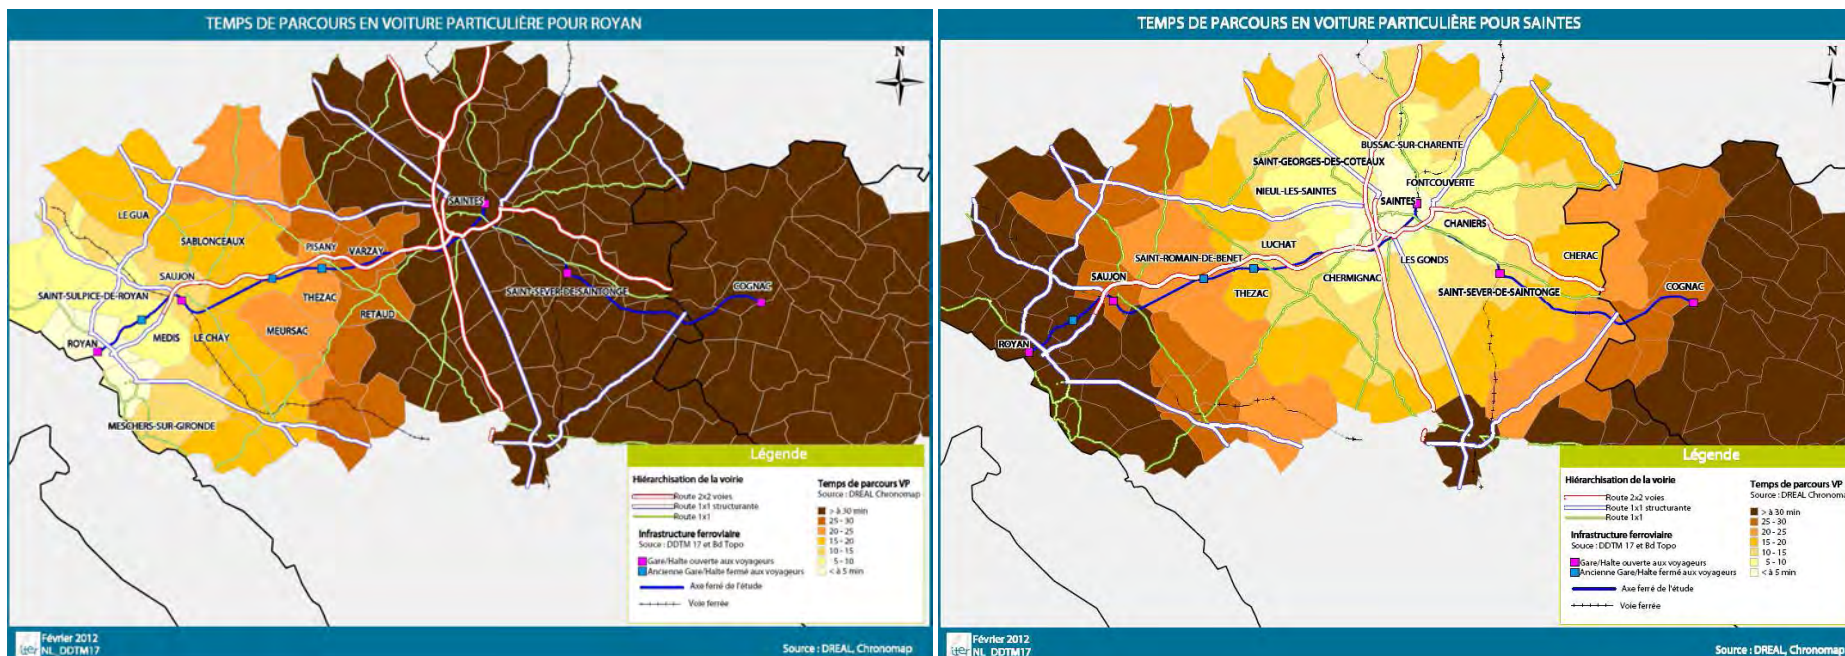 TEMPS DE PARCOURS EN VOITURE PARTICULIÈRE POUR ROYAN
N
LE GUA
SABLONCEAUX
PISANY
VARZAY
SAINTES
SAUJON
SAINT-SULPICE-DE-ROYAN
THEZAC
SAINT-SEVER-DE-SAINTONGE
COGNAC
RETAUD
MEURSAC
ROYAN
MEDIS
LE CHAY
MESCHERS-SUR-GIRONDE
Légende
Hiérarchisation de la voirie
Route 2x2 voies
Route 1x1 structurante
Route 1x1
Infrastructure ferroviaire
Souce : DDTM 17 et Bd Topo
Gare/Halte ouverte aux voyageurs
Ancienne Gare/Halte fermé aux voyageurs
Axe ferré de l'étude
Voie ferrée
Temps de parcours VP
Source : DREAL Chronomap
> à 30 min
25 - 30
20 - 25
15 - 20
10 - 15
5 - 10
< à 5 min
Février 2012
NL_DDTM17
Source : DREAL, Chronomap
TEMPS DE PARCOURS EN VOITURE PARTICULIÈRE POUR SAINTES
N
BUSSAC-SUR-CHARENTE
SAINT-GEORGES-DES-COTEAUX
NIEUL-LES-SAINTES
FONTCOUVERTE
SAINTES
CHANIERS
LUCHAT
SAINT-ROMAIN-DE-BENET
LES GONDS
CHERAC
SAUJON
CHERMIGNAC
THEZAC
SAINT-SEVER-DE-SAINTONGE
COGNAC
ROYAN
Légende
Hiérarchisation de la voirie
Route 2x2 voies
Route 1x1 structurante
Route 1x1
Infrastructure ferroviaire
Souce : DDTM 17 et Bd Topo
Gare/Halte ouverte aux voyageurs
Ancienne Gare/Halte fermé aux voyageurs
Axe ferré de l'étude
Voie ferrée
Temps de parcours VP
Source : DREAL Chronoma
> à 30 min
25 - 30
20 - 25
15 - 20
10 - 15
5 - 10
< à 5 min
Février 2012
NL_DDTM17
Source : DREAL, Chronomap